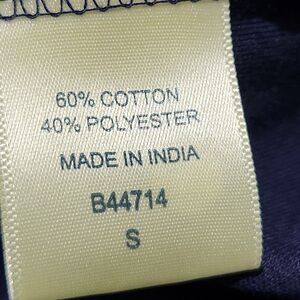 60% COTTON
40% POLYESTER
MADE IN INDIA
B44714
S